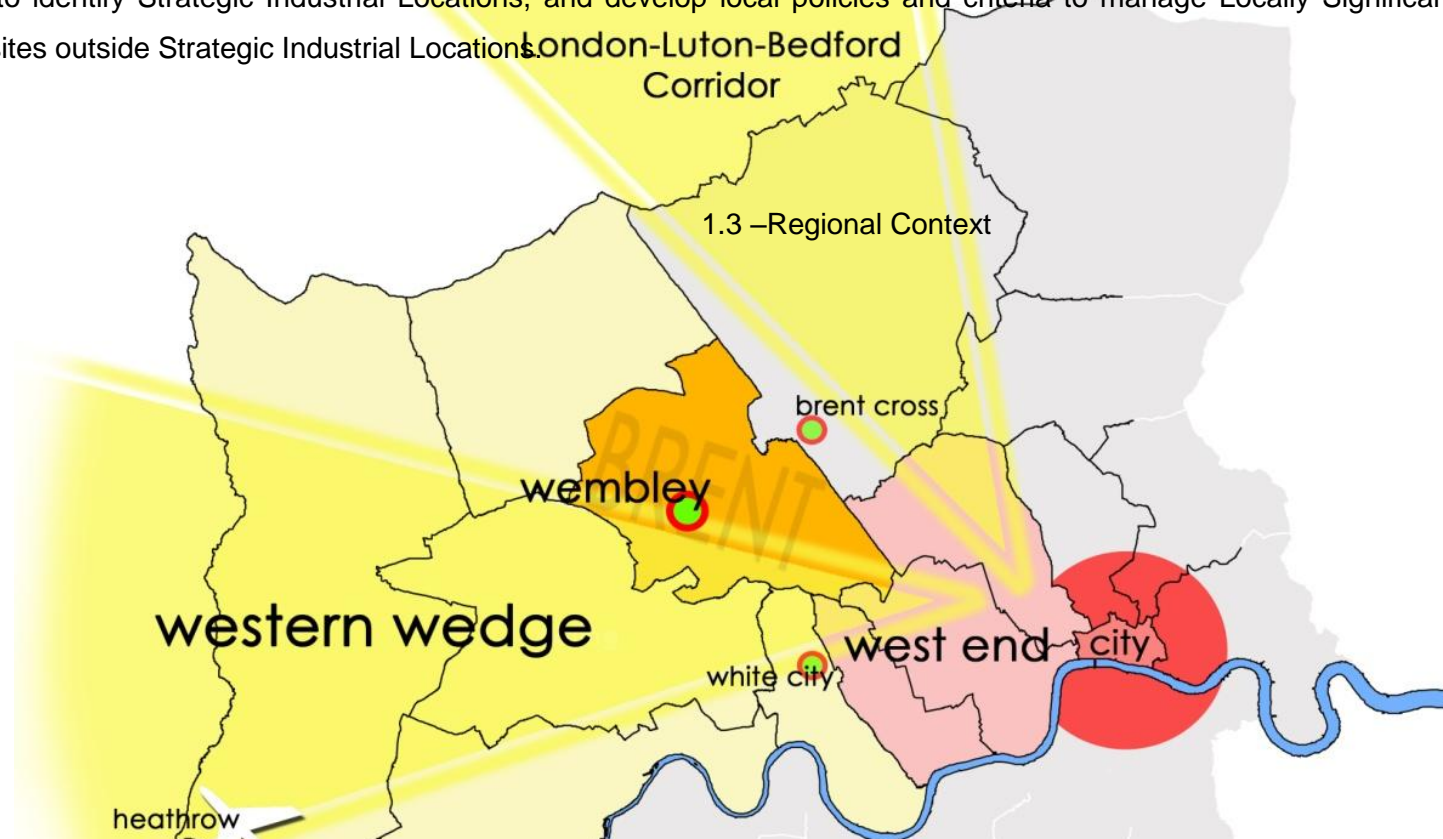 to identify Strategic Industrial Locations, and develop local policies and criteria to manage Locally Significan
sites outside Strategic Industrial Locations.
London-Luton-Bedford
Corridor
1.3 –Regional Context
brent cross
BRENT
wembley
western wedge
west end
city
white city
heathrow